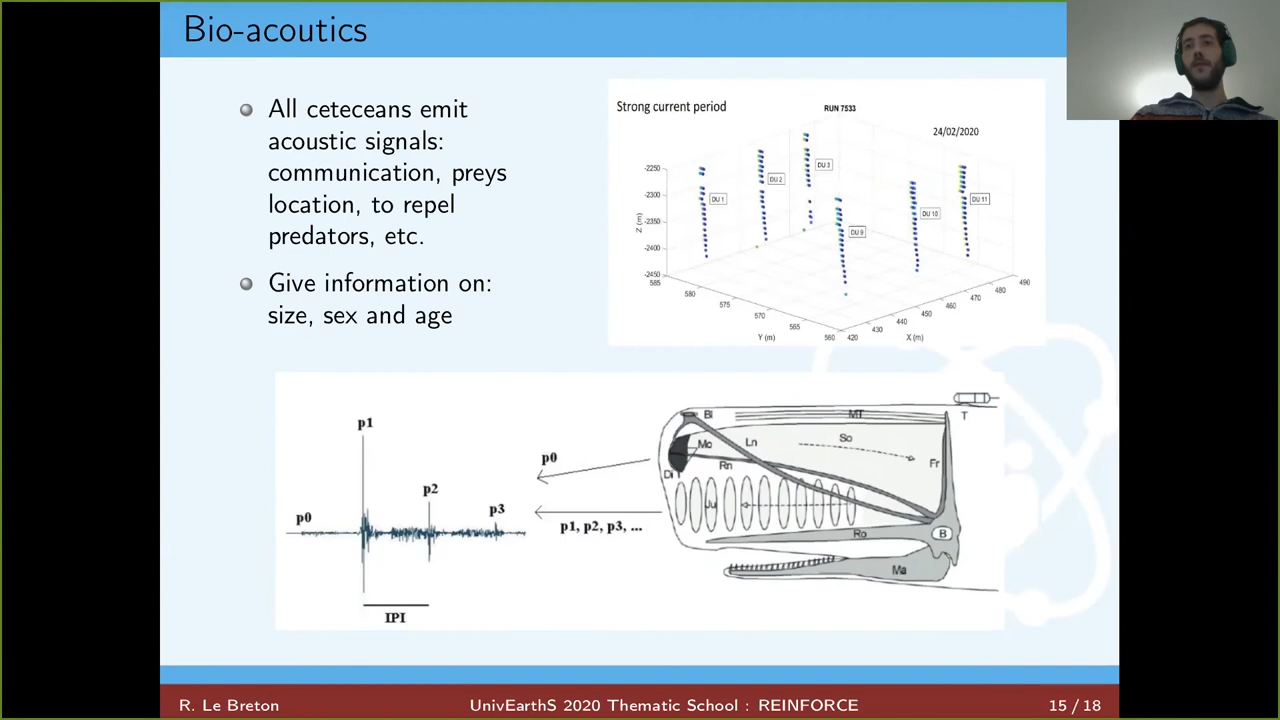 Bio-acoutics
All ceteceans emit
acoustic signals:
communication, preys
location, to repel
predators, etc.
Give information on:
size, sex and age
Strong current period
RUN 7533
24/02/2020
DU 1
DU 2
DU 3
DU 9
DU 10
DU 11
Z (m)
-2250
-2300
-2350
-2400
-2450
585
580
575
570
565
560
Y (m)
420
430
440
450
460
470
480
490
X (m)
p0
p1
p2
p3
IPI
p0
p1, p2, p3, ...
Bl
MT
T
Mo
Ln
So
Di
Rn
Fr
Ju
Ro
B
Ma
R. Le Breton
UnivEarthS 2020 Thematic School : REINFORCE
15 / 18